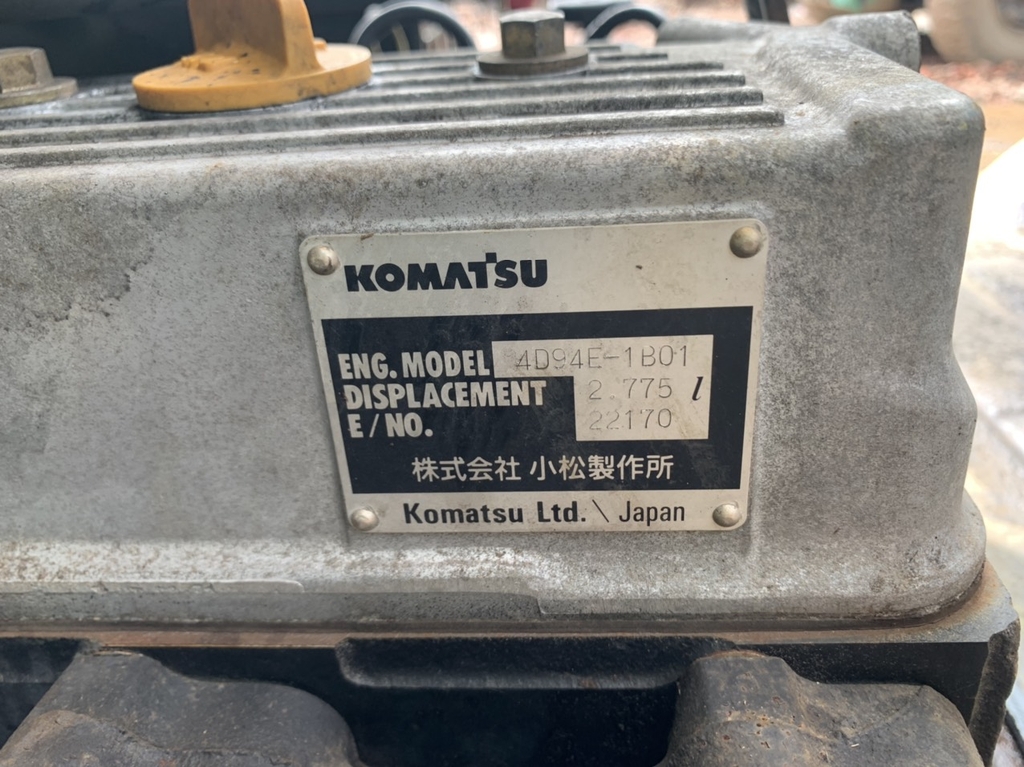 KOMATSU
ENG. MODEL 4D94E-1B01
DISPLACEMENT 2.775 l
E/NO. 22170
株式会社 小松製作所
Komatsu Ltd. \ Japan